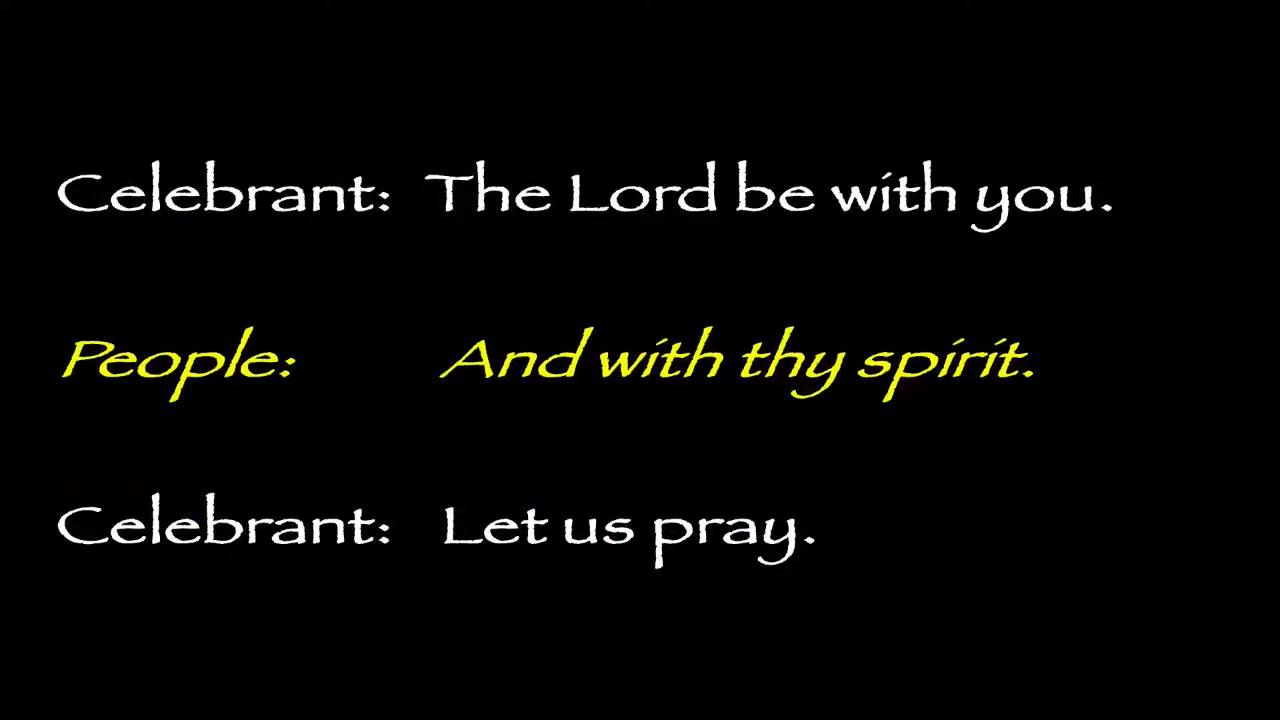 Celebrant: The Lord be with you.
People: And with thy spirit.
Celebrant: Let us pray.